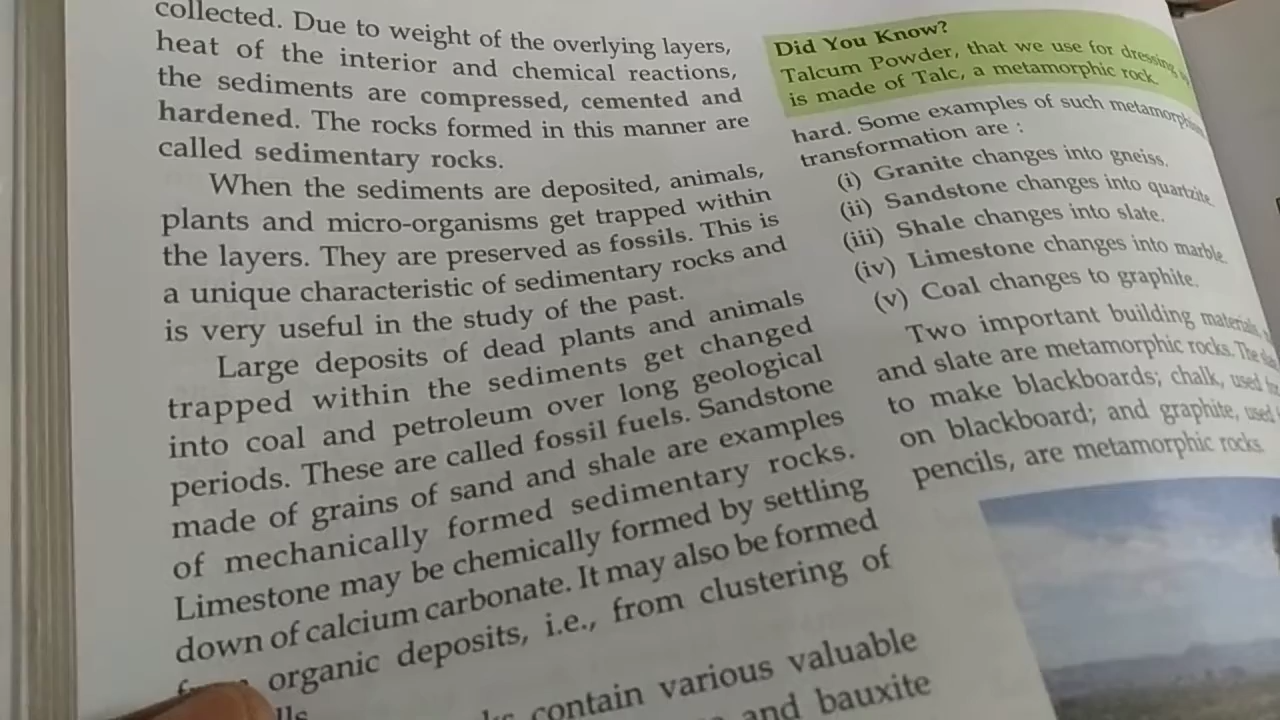 collected. Due to weight of the overlying layers,
heat of the interior and chemical reactions,
the sediments are compressed, cemented and
hardened. The rocks formed in this manner are
called sedimentary rocks.
When the sediments are deposited, animals,
plants and micro-organisms get trapped within
the layers. They are preserved as fossils. This is
a unique characteristic of sedimentary rocks and
is very useful in the study of the past.
Large deposits of dead plants and animals
trapped within the sediments get changed
into coal and petroleum over long geological
periods. These are called fossil fuels. Sandstone
made of grains of sand and shale are examples
of mechanically formed sedimentary rocks.
Limestone may be chemically formed by settling
down of calcium carbonate. It may also be formed
organic deposits, i.e., from clustering of
contain various valuable
and bauxite
Did You Know?
Talcum Powder, that we use for dressing
is made of Talc, a metamorphic rock.
hard. Some examples of such
transformation are :
(i) Granite changes into gneiss.
(ii) Sandstone changes into quartzite.
(iii) Shale changes into slate.
(iv) Limestone changes into marble.
(v) Coal changes to graphite.
Two important building materials,
and slate are metamorphic rocks. The
to make blackboards; chalk, used
on blackboard; and graphite, used
pencils, are metamorphic rocks.